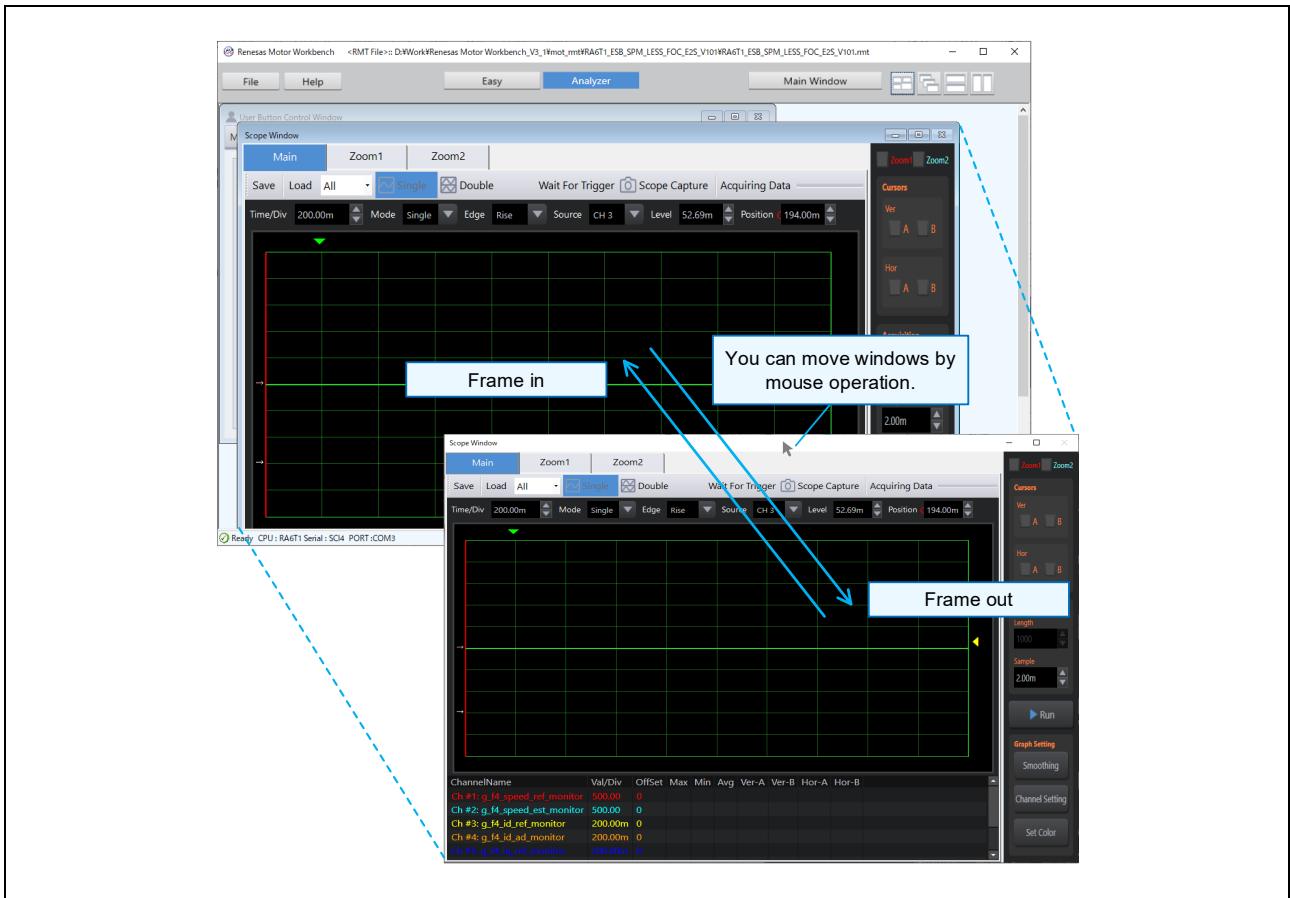 Renesas Motor Workbench <RMT File>:: D:¥Work¥Renesas Motor Workbench_V3_1¥mot_rmt¥RA6T1_ESB_SPM_LESS_FOC_E2S_V101¥RA6T1_ESB_SPM_LESS_FOC_E2S_V101.rmt
File Help Easy Analyzer Main Window
User Button Control Window
M
Scope Window
Main Zoom1 Zoom2
Zoom1 Zoom2
Save Load All Single Double Wait For Trigger Scope Capture Acquiring Data
Cursors
Time/Div 200.00m Mode Single Edge Rise Source CH 3 Level 52.69m Position 194.00m
Ver
A B
Hor
A B
Acquisition
You can move windows by
mouse operation.
Frame in
2.00m
Scope Window
Main Zoom1 Zoom2
Zoom1 Zoom2
Save Load All Single Double Wait For Trigger Scope Capture Acquiring Data
Cursors
Time/Div 200.00m Mode Single Edge Rise Source CH 3 Level 52.69m Position 194.00m
Ver
A B
Ready CPU : RA6T1 Serial : SCI4 PORT :COM3
Hor
A B
Frame out
Length
1000
Sample
2.00m
Run
Graph Setting
Smoothing
Channel Setting
Set Color
ChannelName Val/Div OffSet Max Min Avg Ver-A Ver-B Hor-A Hor-B
Ch #1: g_f4_speed_ref_monitor 500.00 0
Ch #2: g_f4_speed_est_monitor 500.00 0
Ch #3: g_f4_id_ref_monitor 200.00m 0
Ch #4: g_f4_id_ad_monitor 200.00m 0